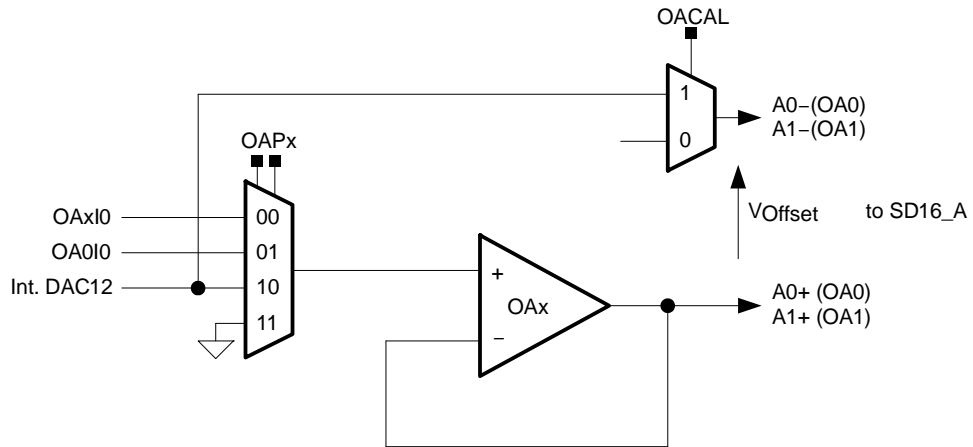 OACAL
1
A0−(OA0)
A1−(OA1)
0
OAPx
OAxI0
00
VOffset
to SD16_A
OA0I0
01
Int. DAC12
10
+
OAx
A0+ (OA0)
A1+ (OA1)
11
−